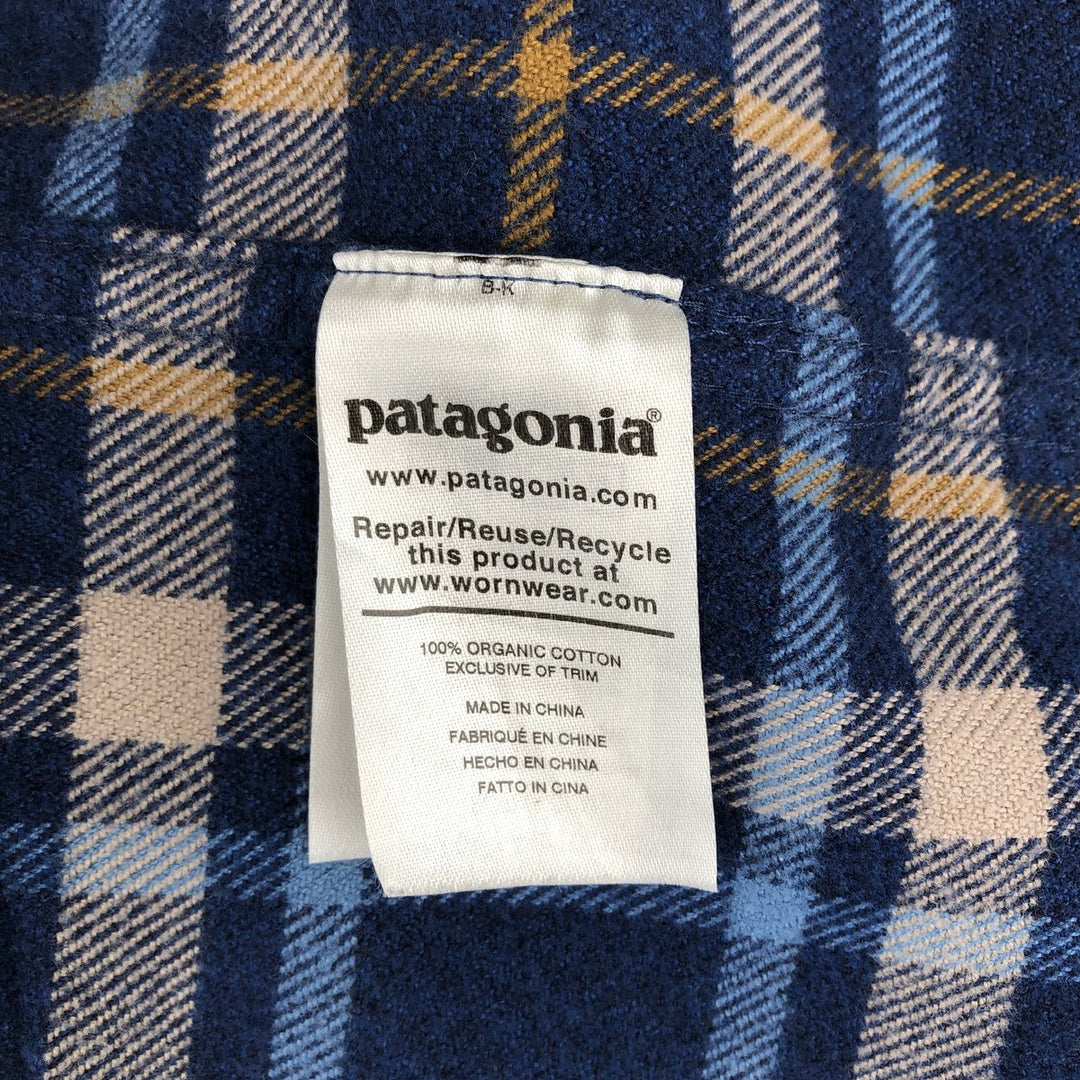 B-K
patagonia®
www.patagonia.com
Repair/Reuse/Recycle
this product at
www.wornwear.com
100% ORGANIC COTTON
EXCLUSIVE OF TRIM
MADE IN CHINA
FABRIQUÉ EN CHINE
HECHO EN CHINA
FATTO IN CINA